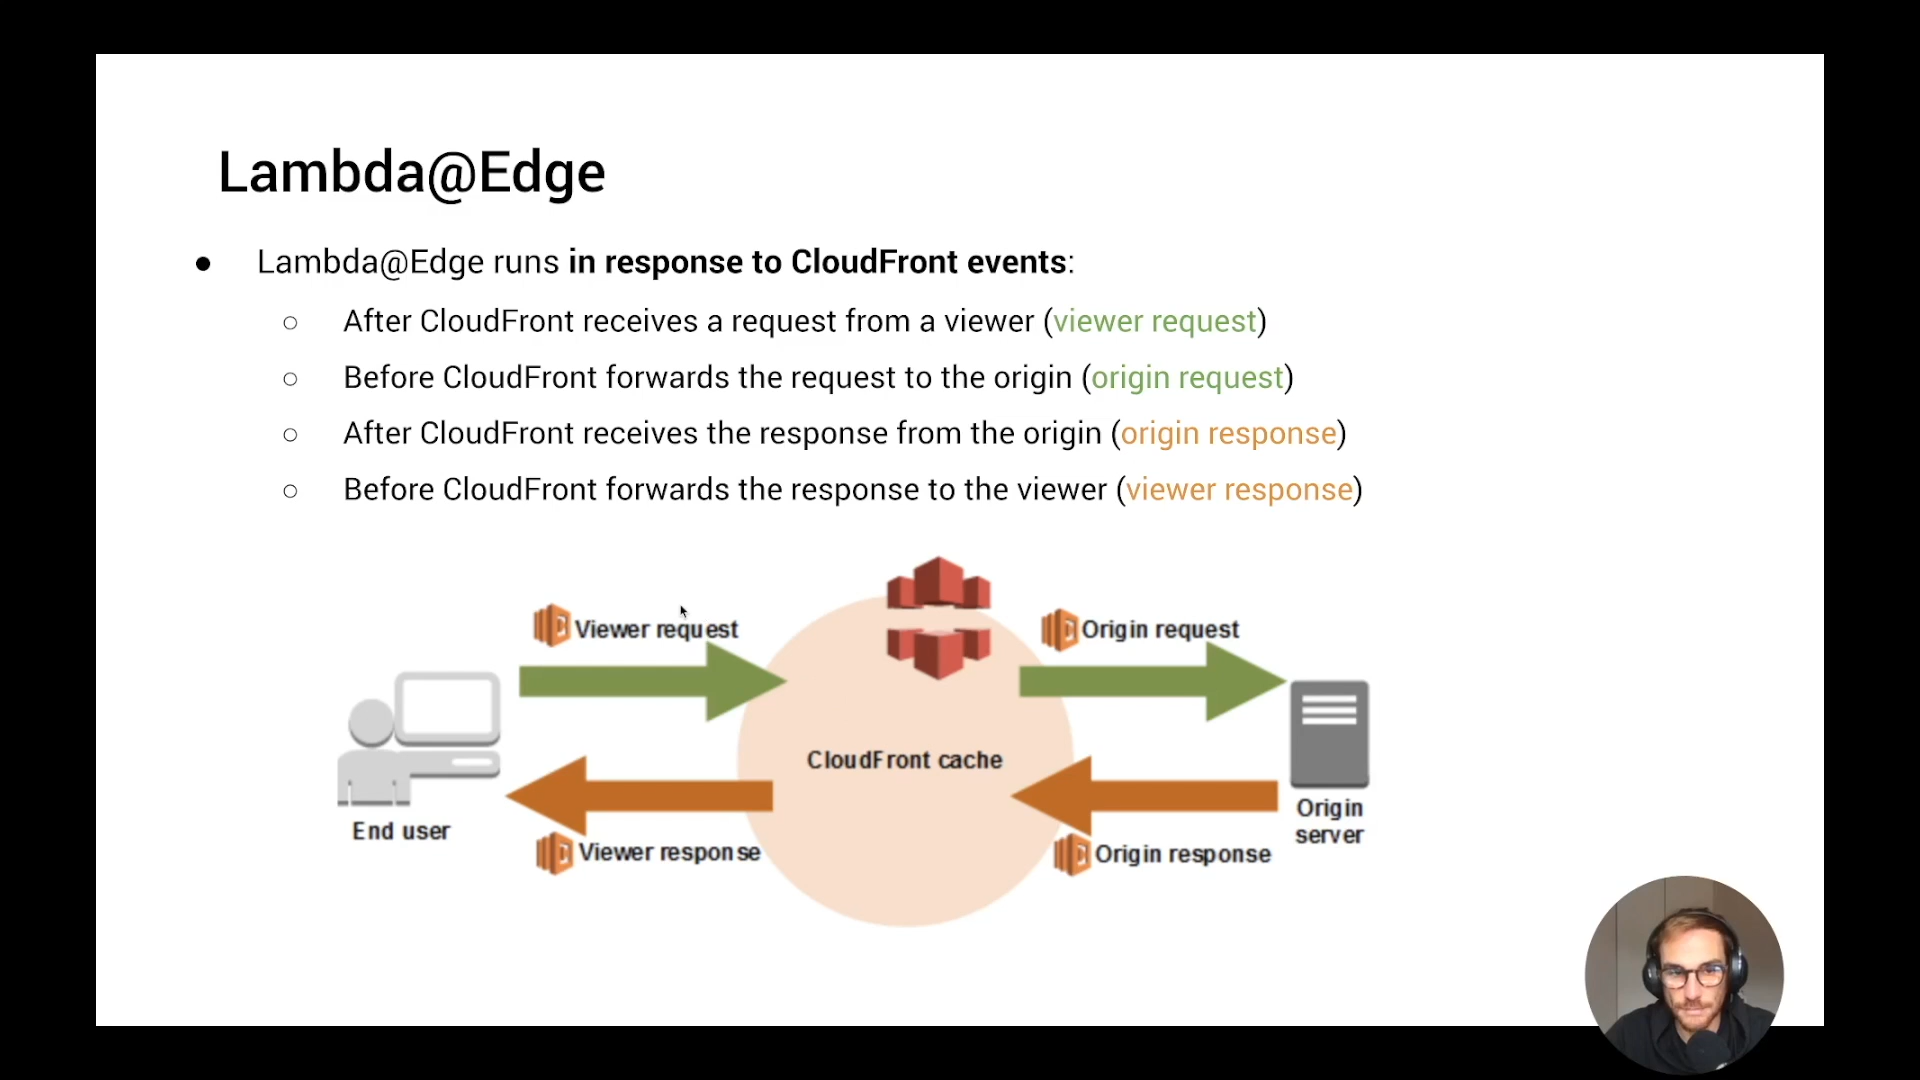 Lambda@Edge
● Lambda@Edge runs in response to CloudFront events:
○ After CloudFront receives a request from a viewer (viewer request)
○ Before CloudFront forwards the request to the origin (origin request)
○ After CloudFront receives the response from the origin (origin response)
○ Before CloudFront forwards the response to the viewer (viewer response)
Viewer request
Origin request
CloudFront cache
End user
Origin
server
Viewer response
Origin response